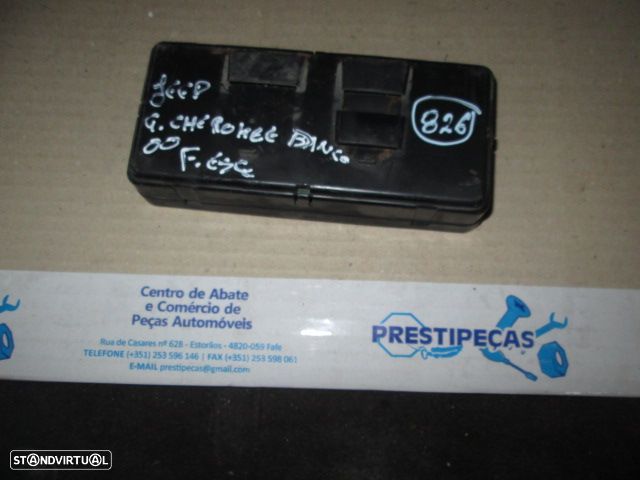 JEEP
G. CHEROKEE BANCO
00 F. ESQ
826
Centro de Abate
e Comércio de
Peças Automóveis
Rua de Casares nº 628 - Estorãos - 4820-059 Fafe
TELEFONE (+351) 253 596 146 | FAX (+351) 253 598 061
E-MAIL prestipecas@gmail.com
PRESTIPEÇAS
STANDVIRTUAL